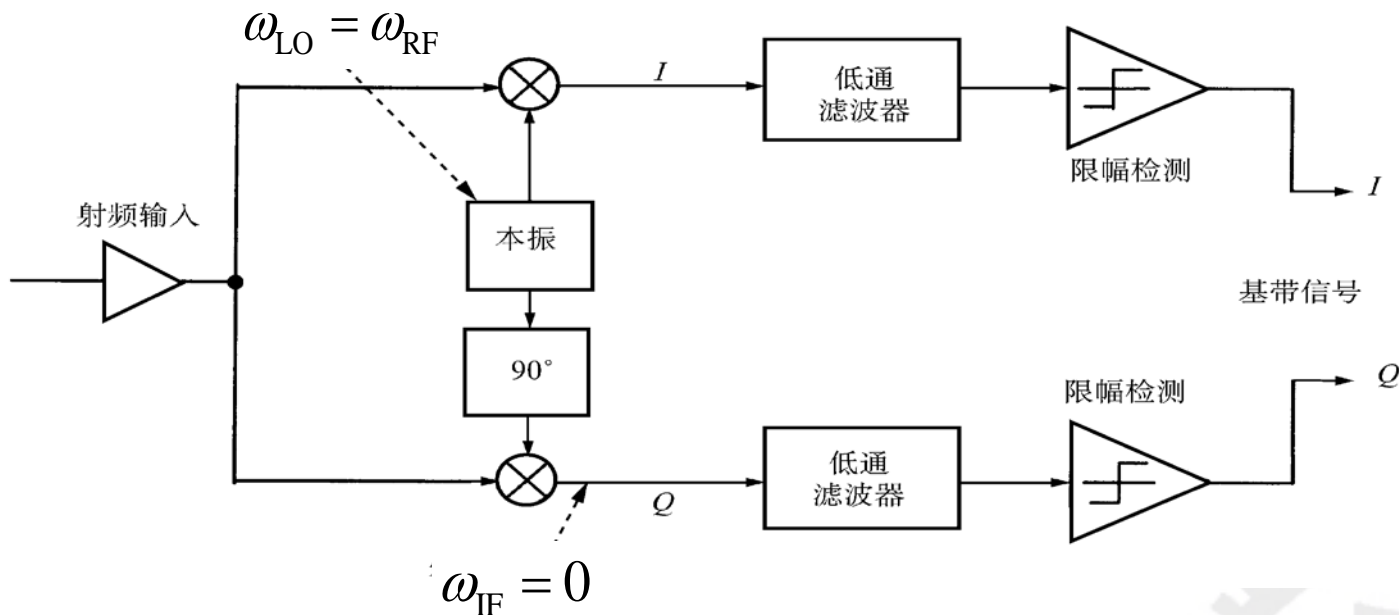 ω_LO = ω_RF
I
低通
滤波器
限幅检测
I
射频输入
本振
基带信号
90°
Q
限幅检测
低通
滤波器
Q
ω_IF = 0